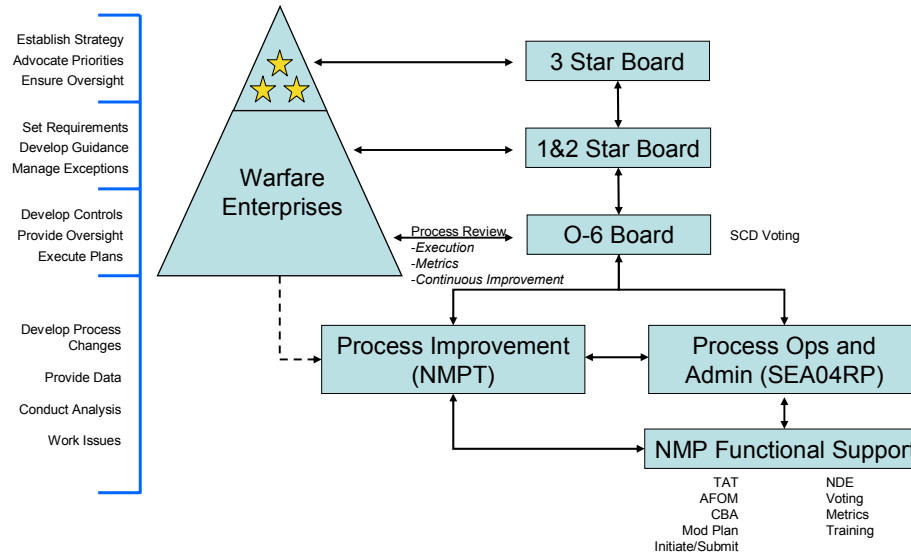 Establish Strategy
Advocate Priorities
Ensure Oversight
Set Requirements
Develop Guidance
Manage Exceptions
Develop Controls
Provide Oversight
Execute Plans
Develop Process
Changes
Provide Data
Conduct Analysis
Work Issues
Warfare
Enterprises
3 Star Board
1&2 Star Board
O-6 Board
SCD Voting
Process Review
-Execution
-Metrics
-Continuous Improvement
Process Improvement
(NMPT)
Process Ops and
Admin (SEA04RP)
NMP Functional Support
TAT
AFOM
CBA
Mod Plan
Initiate/Submit
NDE
Voting
Metrics
Training